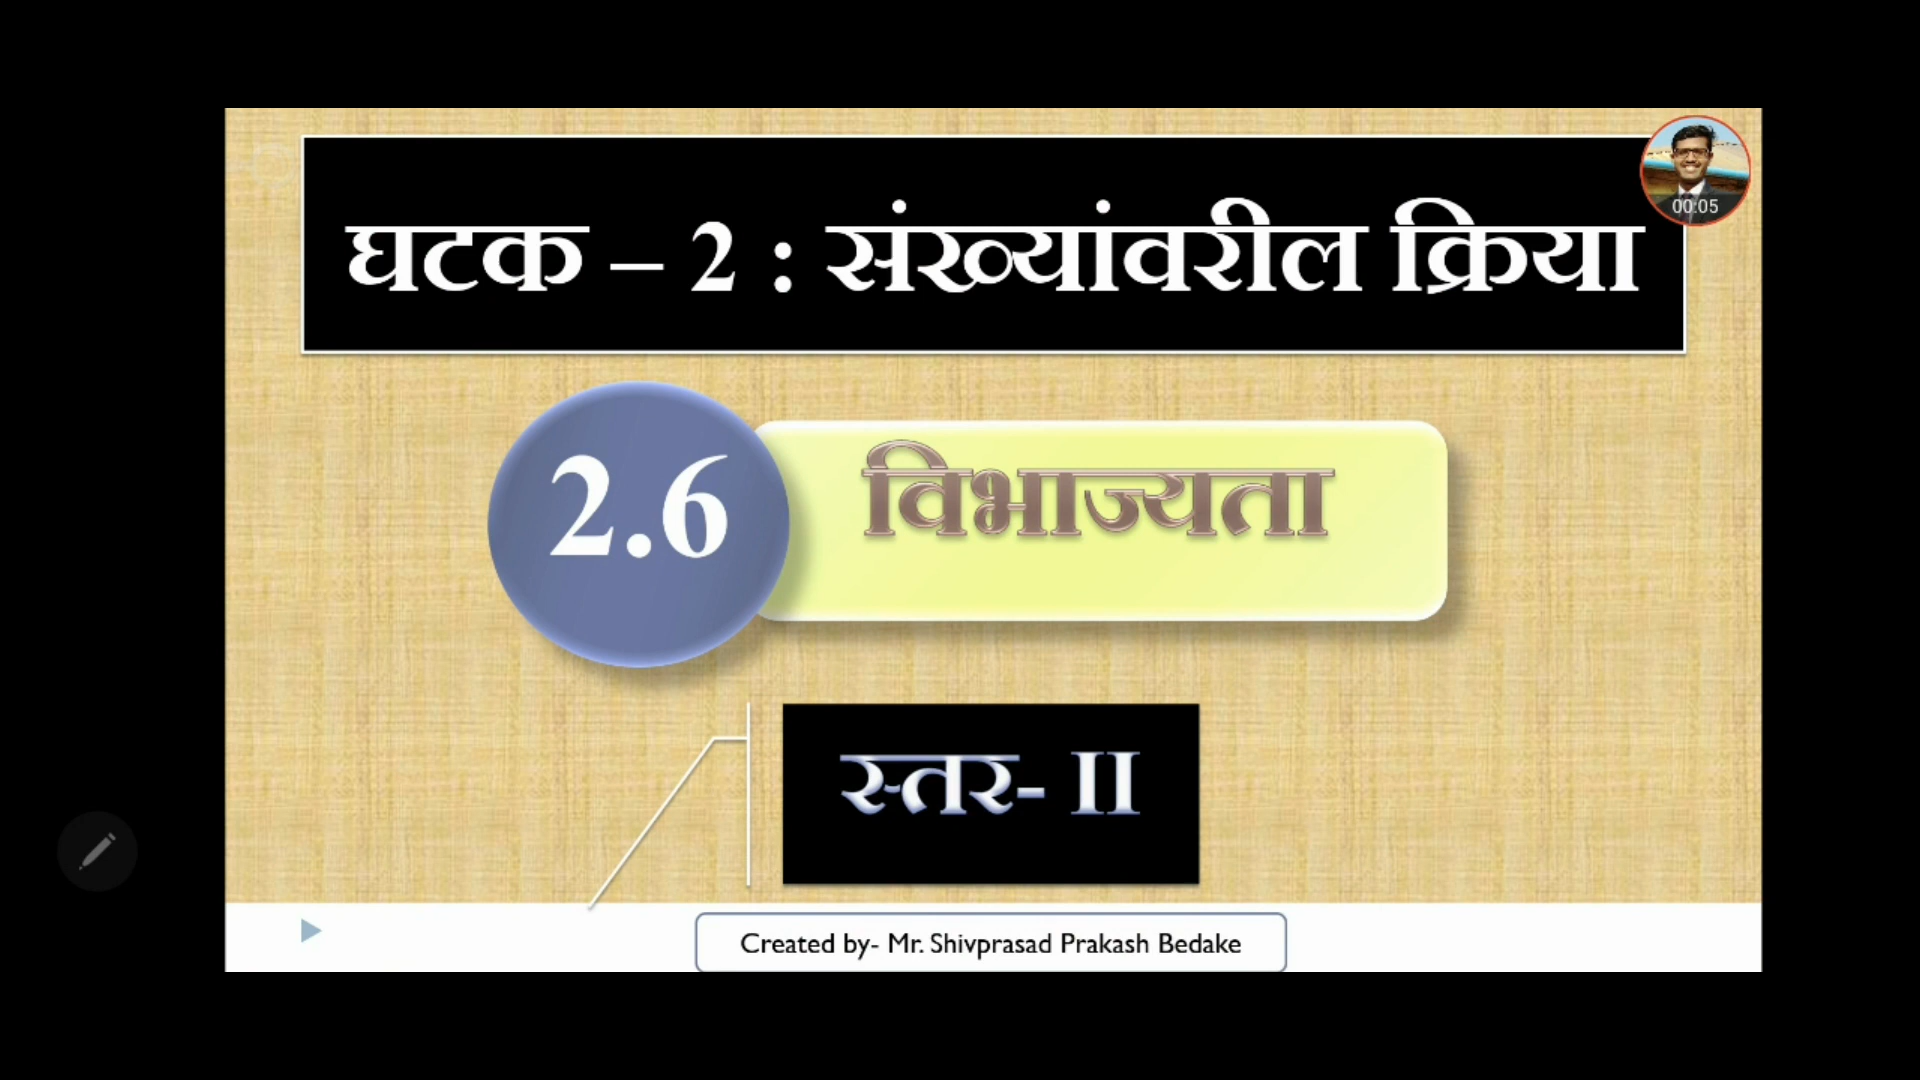 घटक – 2 : संख्यांवरील क्रिया
00:05
2.6
विभाज्यता
स्तर- II
Created by- Mr. Shivprasad Prakash Bedake